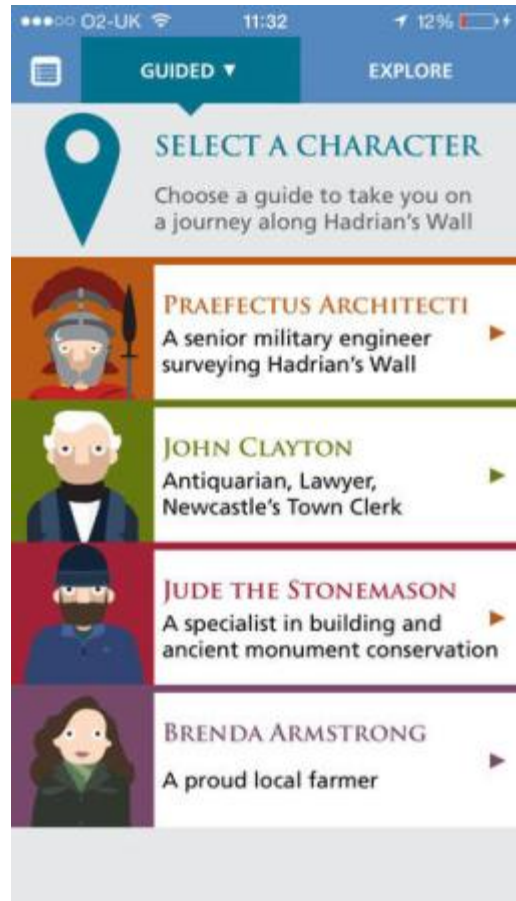 O2-UK 11:32 12%
GUIDED ▼ EXPLORE
SELECT A CHARACTER
Choose a guide to take you on
a journey along Hadrian's Wall
PRAEFECTUS ARCHITECTI
A senior military engineer
surveying Hadrian's Wall
JOHN CLAYTON
Antiquarian, Lawyer,
Newcastle's Town Clerk
JUDE THE STONEMASON
A specialist in building and
ancient monument conservation
BRENDA ARMSTRONG
A proud local farmer